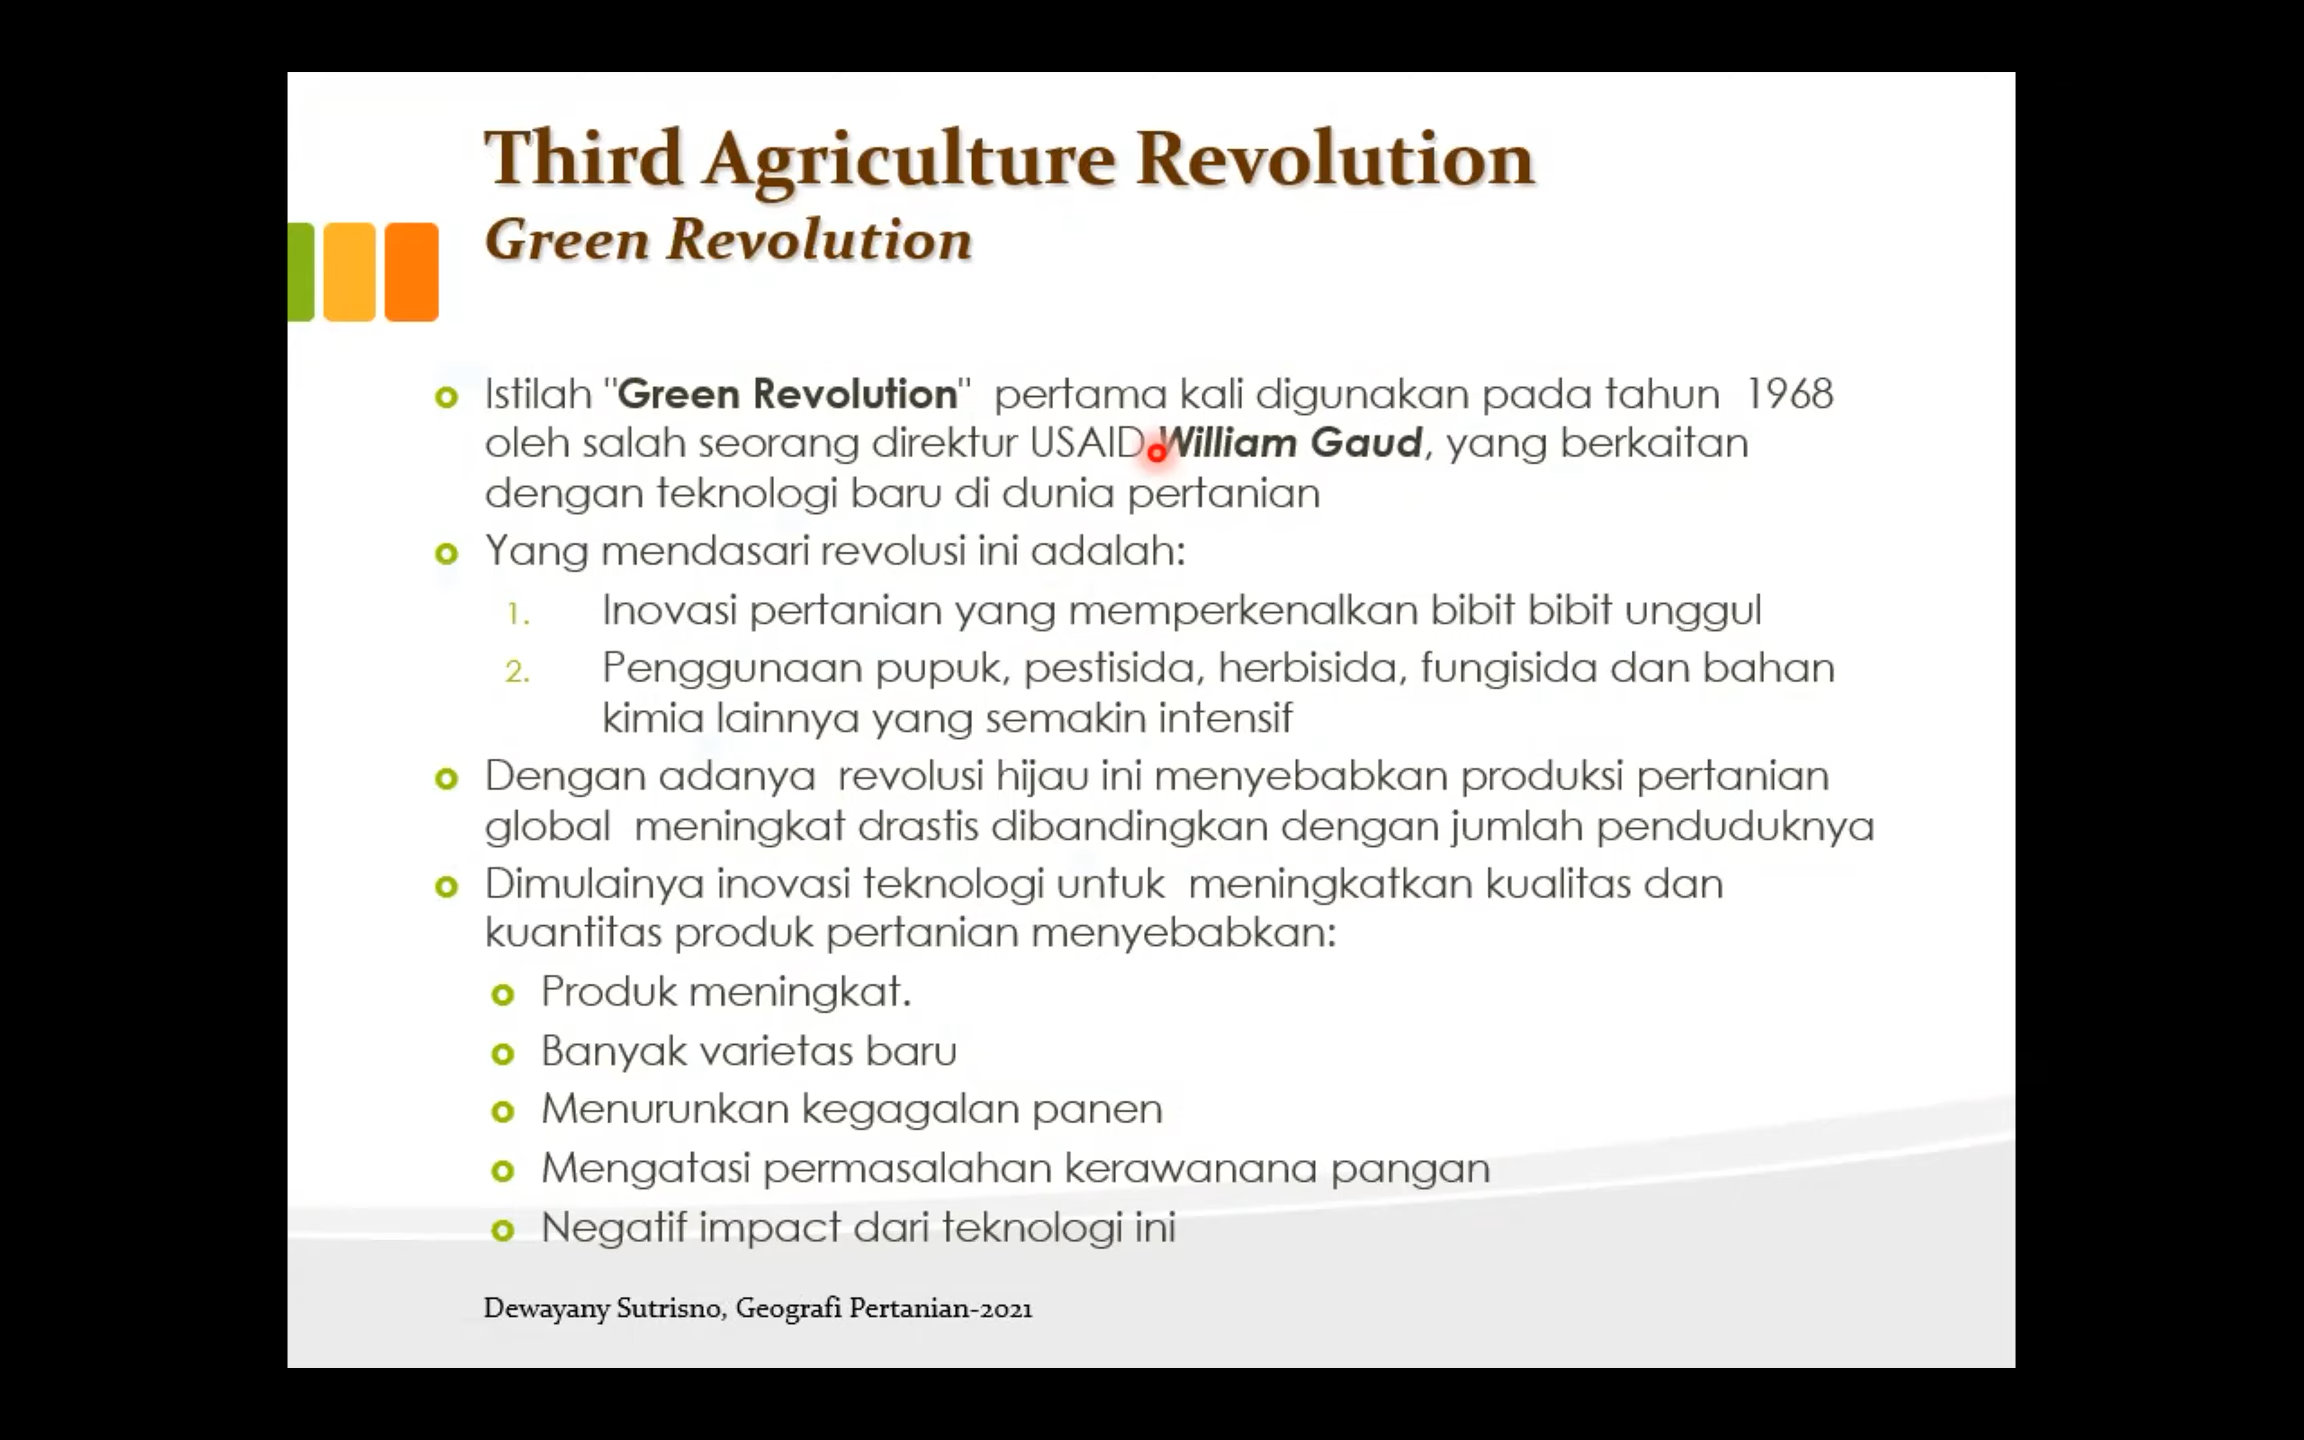 Third Agriculture Revolution
Green Revolution
Istilah "Green Revolution" pertama kali digunakan pada tahun 1968
oleh salah seorang direktur USAID William Gaud, yang berkaitan
dengan teknologi baru di dunia pertanian
Yang mendasari revolusi ini adalah:
1. Inovasi pertanian yang memperkenalkan bibit bibit unggul
2. Penggunaan pupuk, pestisida, herbisida, fungisida dan bahan
kimia lainnya yang semakin intensif
Dengan adanya revolusi hijau ini menyebabkan produksi pertanian
global meningkat drastis dibandingkan dengan jumlah penduduknya
Dimulainya inovasi teknologi untuk meningkatkan kualitas dan
kuantitas produk pertanian menyebabkan:
Produk meningkat.
Banyak varietas baru
Menurunkan kegagalan panen
Mengatasi permasalahan kerawanana pangan
Negatif impact dari teknologi ini
Dewayany Sutrisno, Geografi Pertanian-2021